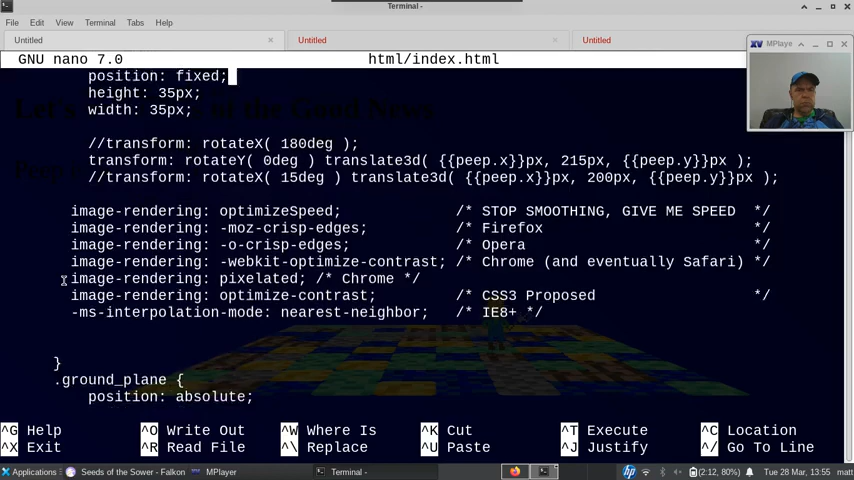 Terminal -
File Edit View Terminal Tabs Help
Untitled × Untitled × Untitled
MPlaye
GNU nano 7.0 html/index.html
position: fixed;
height: 35px;
width: 35px;
//transform: rotateX( 180deg );
transform: rotateY( 0deg ) translate3d( {{peep.x}}px, 215px, {{peep.y}}px );
//transform: rotateX( 15deg ) translate3d( {{peep.x}}px, 200px, {{peep.y}}px );
image-rendering: optimizeSpeed; /* STOP SMOOTHING, GIVE ME SPEED */
image-rendering: -moz-crisp-edges; /* Firefox */
image-rendering: -o-crisp-edges; /* Opera */
image-rendering: -webkit-optimize-contrast; /* Chrome (and eventually Safari) */
image-rendering: pixelated; /* Chrome */
image-rendering: optimize-contrast; /* CSS3 Proposed */
-ms-interpolation-mode: nearest-neighbor; /* IE8+ */
}
.ground_plane {
position: absolute;
^G Help ^O Write Out ^W Where Is ^K Cut ^T Execute ^C Location
^X Exit ^R Read File ^\ Replace ^U Paste ^J Justify ^/ Go To Line
Applications Seeds of the Sower - Falkon MPlayer Terminal - (2:12, 80%) Tue 28 Mar, 13:55 matt